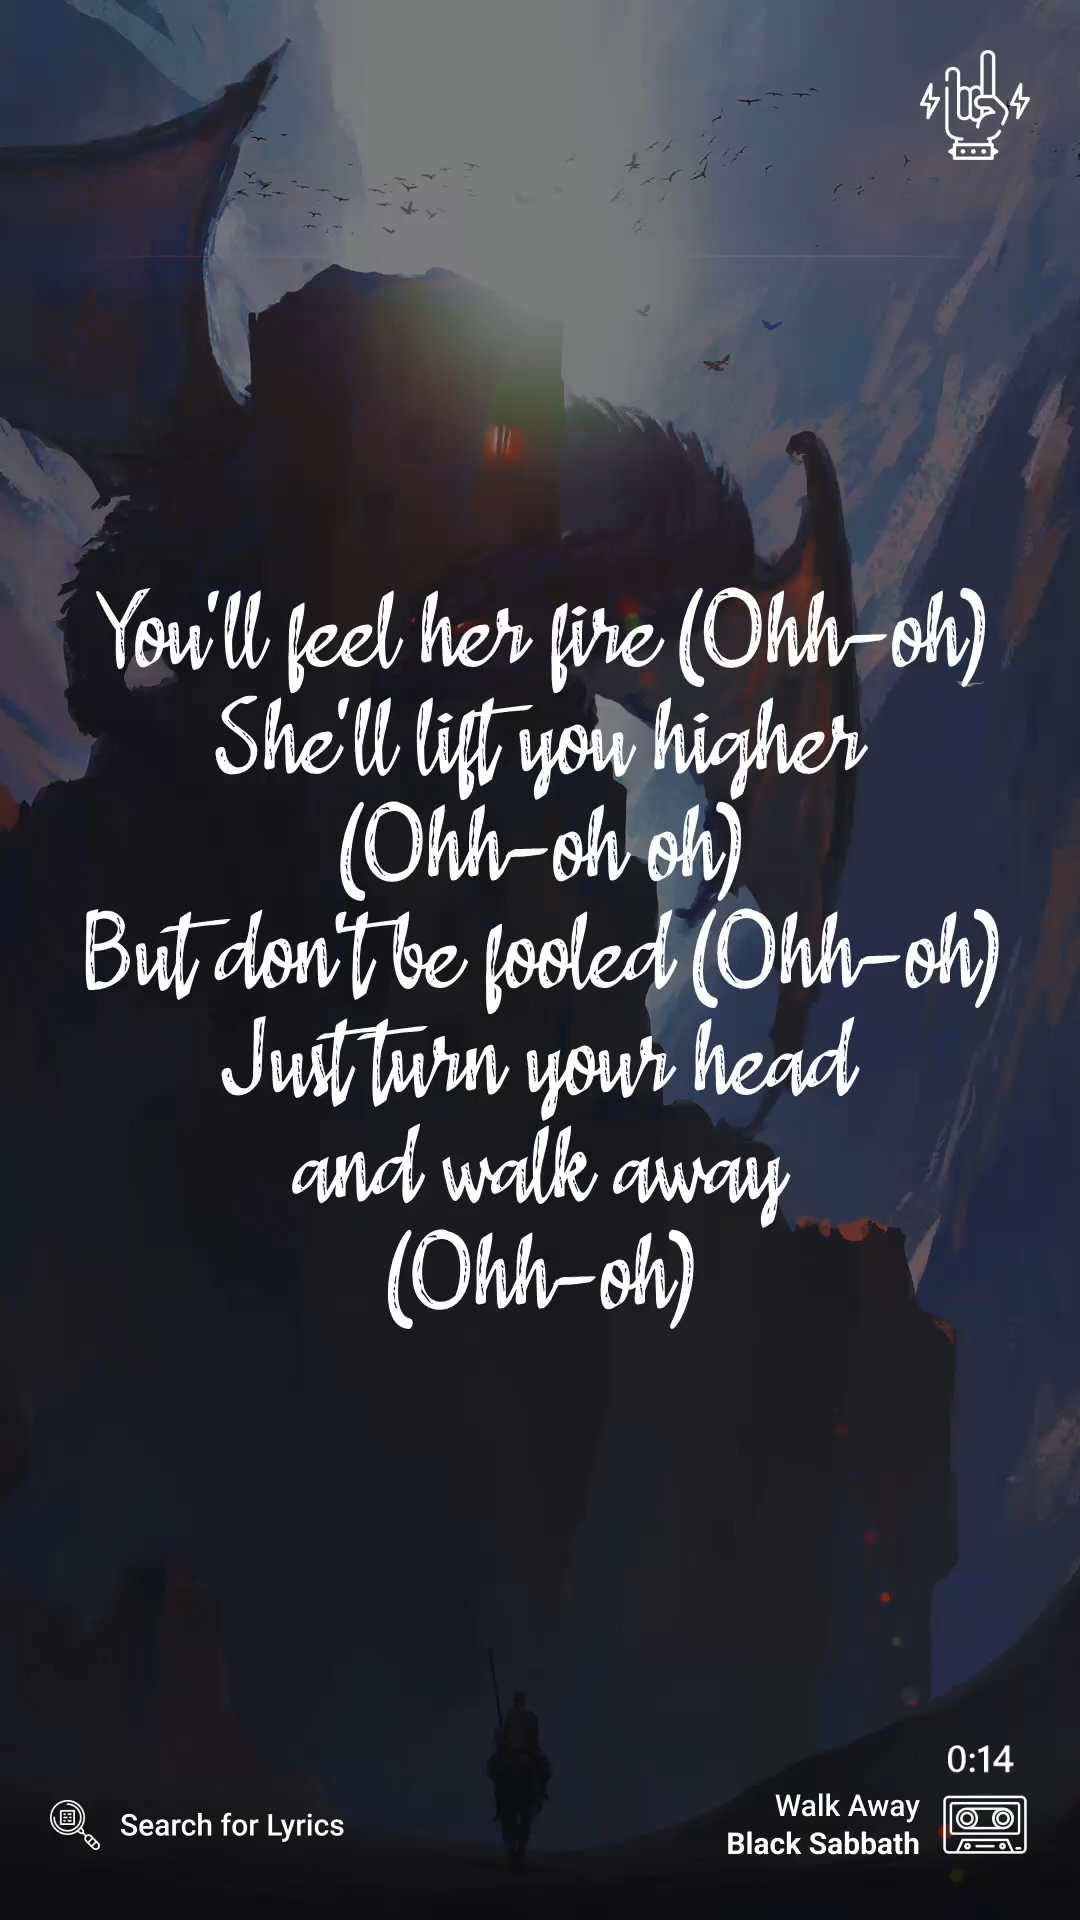 You'll feel her fire (Ohh-oh)
She'll lift you higher
(Ohh-oh oh)
But don't be fooled (Ohh-oh)
Just turn your head
and walk away
(Ohh-oh)
0:14
Search for Lyrics
Walk Away
Black Sabbath